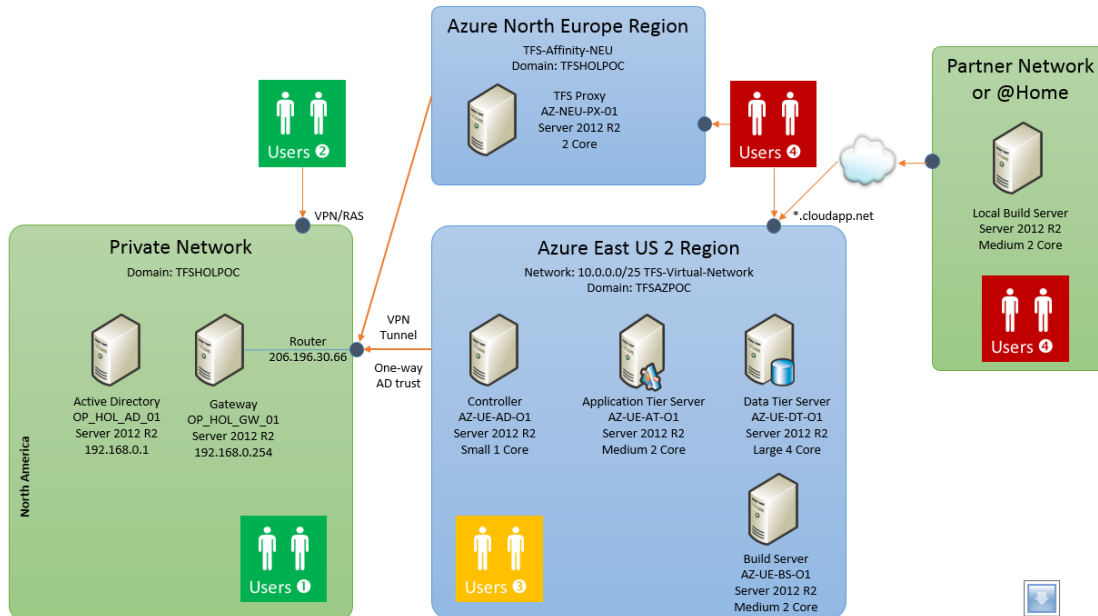 Azure North Europe Region
TFS-Affinity-NEU
Domain: TFSHOLPOC
TFS Proxy
AZ-NEU-PX-01
Server 2012 R2
2 Core
Users ❷
VPN/RAS
Users ❹
*.cloudapp.net
Partner Network
or @Home
Local Build Server
Server 2012 R2
Medium 2 Core
Users ❹
Private Network
Domain: TFSHOLPOC
Active Directory
OP_HOL_AD_01
Server 2012 R2
192.168.0.1
Gateway
OP_HOL_GW_01
Server 2012 R2
192.168.0.254
Router
206.196.30.66
North America
Users ❶
VPN
Tunnel
One-way
AD trust
Azure East US 2 Region
Network: 10.0.0.0/25 TFS-Virtual-Network
Domain: TFSAZPOC
Controller
AZ-UE-AD-O1
Server 2012 R2
Small 1 Core
Application Tier Server
AZ-UE-AT-O1
Server 2012 R2
Medium 2 Core
Data Tier Server
AZ-UE-DT-O1
Server 2012 R2
Large 4 Core
Users ❸
Build Server
AZ-UE-BS-O1
Server 2012 R2
Medium 2 Core